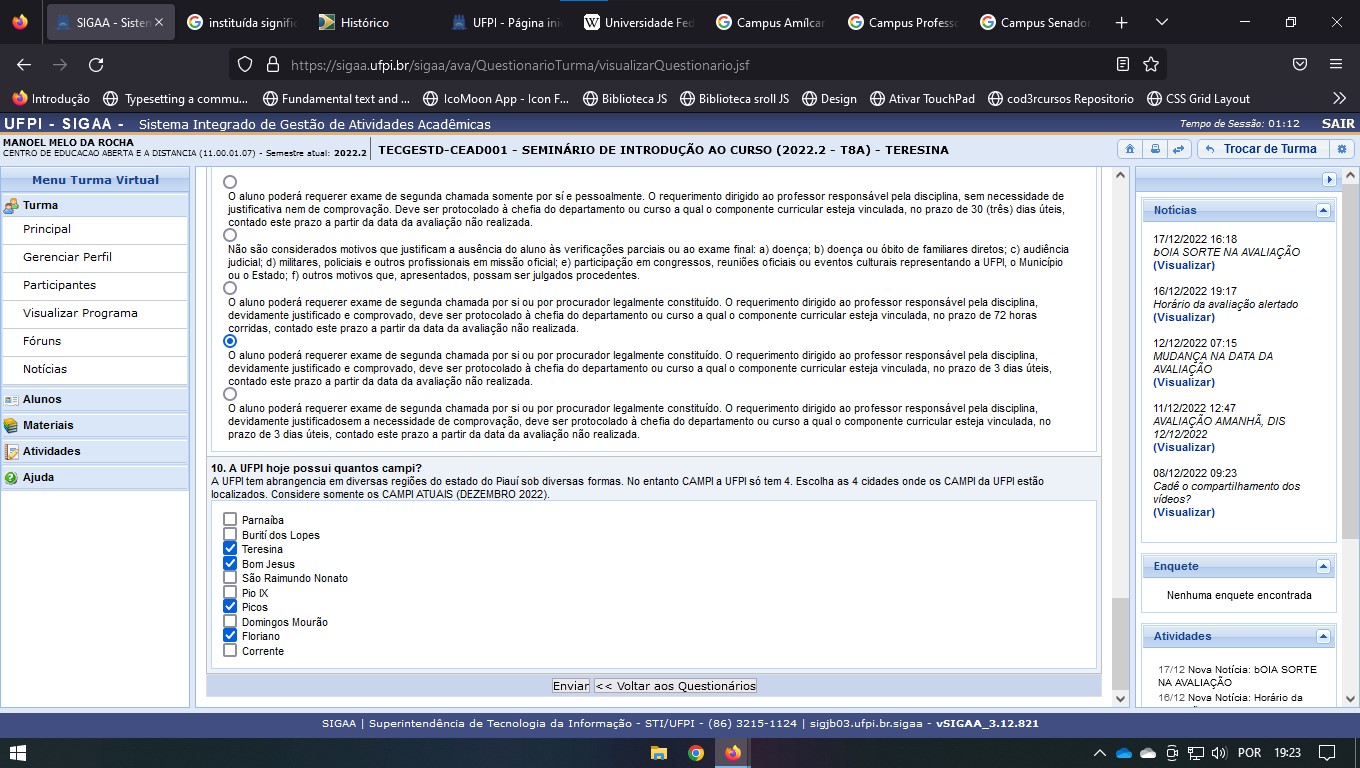 SIGAA - Sistem
instituída signific
Histórico
UFPI - Página ini
Universidade Fed
Campus Amílcar
Campus Professo
Campus Senador
https://sigaa.ufpi.br/sigaa/ava/QuestionarioTurma/visualizarQuestionario.jsf
Introdução
Typesetting a commu...
Fundamental text and ...
IcoMoon App - Icon F...
Biblioteca JS
Biblioteca sroll JS
Design
Ativar TouchPad
cod3rcursos Repositorio
CSS Grid Layout
UFPI - SIGAA - Sistema Integrado de Gestão de Atividades Acadêmicas
Tempo de Sessão: 01:12
SAIR
MANOEL MELO DA ROCHA
CENTRO DE EDUCACAO ABERTA E A DISTANCIA (11.00.01.07) - Semestre atual: 2022.2
TECGESTD-CEAD001 - SEMINÁRIO DE INTRODUÇÃO AO CURSO (2022.2 - T8A) - TERESINA
Trocar de Turma
Menu Turma Virtual
Turma
Principal
Gerenciar Perfil
Participantes
Visualizar Programa
Fóruns
Notícias
Alunos
Materiais
Atividades
Ajuda
O aluno poderá requerer exame de segunda chamada somente por sí e pessoalmente. O requerimento dirigido ao professor responsável pela disciplina, sem necessidade de
justificativa nem de comprovação. Deve ser protocolado à chefia do departamento ou curso a qual o componente curricular esteja vinculada, no prazo de 30 (três) dias úteis,
contado este prazo a partir da data da avaliação não realizada.
Não são considerados motivos que justificam a ausência do aluno às verificações parciais ou ao exame final: a) doença; b) doença ou óbito de familiares diretos; c) audiência
judicial; d) militares, policiais e outros profissionais em missão oficial; e) participação em congressos, reuniões oficiais ou eventos culturais representando a UFPI, o Município
ou o Estado; f) outros motivos que, apresentados, possam ser julgados procedentes.
O aluno poderá requerer exame de segunda chamada por si ou por procurador legalmente constituído. O requerimento dirigido ao professor responsável pela disciplina,
devidamente justificado e comprovado, deve ser protocolado à chefia do departamento ou curso a qual o componente curricular esteja vinculada, no prazo de 72 horas
corridas, contado este prazo a partir da data da avaliação não realizada.
O aluno poderá requerer exame de segunda chamada por si ou por procurador legalmente constituído. O requerimento dirigido ao professor responsável pela disciplina,
devidamente justificado e comprovado, deve ser protocolado à chefia do departamento ou curso a qual o componente curricular esteja vinculada, no prazo de 3 dias úteis,
contado este prazo a partir da data da avaliação não realizada.
O aluno poderá requerer exame de segunda chamada por si ou por procurador legalmente constituído. O requerimento dirigido ao professor responsável pela disciplina,
devidamente justificadosem a necessidade de comprovação, deve ser protocolado à chefia do departamento ou curso a qual o componente curricular esteja vinculada, no
prazo de 3 dias úteis, contado este prazo a partir da data da avaliação não realizada.
10. A UFPI hoje possui quantos campi?
A UFPI tem abrangencia em diversas regiões do estado do Piauí sob diversas formas. No entanto CAMPI a UFPI só tem 4. Escolha as 4 cidades onde os CAMPI da UFPI estão
localizados. Considere somente os CAMPI ATUAIS (DEZEMBRO 2022).
Parnaíba
Burití dos Lopes
Teresina
Bom Jesus
São Raimundo Nonato
Pio IX
Picos
Domingos Mourão
Floriano
Corrente
Enviar
<< Voltar aos Questionários
Notícias
17/12/2022 16:18
bOIA SORTE NA AVALIAÇÃO
(Visualizar)
16/12/2022 19:17
Horário da avaliação alertado
(Visualizar)
12/12/2022 07:15
MUDANÇA NA DATA DA
AVALIAÇÃO
(Visualizar)
11/12/2022 12:47
AVALIAÇÃO AMANHÃ, DIS
12/12/2022
(Visualizar)
08/12/2022 09:23
Cadê o compartilhamento dos
vídeos?
(Visualizar)
Enquete
Nenhuma enquete encontrada
Atividades
17/12 Nova Notícia: bOIA SORTE
NA AVALIAÇÃO
16/12 Nova Notícia: Horário da
SIGAA | Superintendência de Tecnologia da Informação - STI/UFPI - (86) 3215-1124 | sigjb03.ufpi.br.sigaa - vSIGAA_3.12.821
POR
19:23